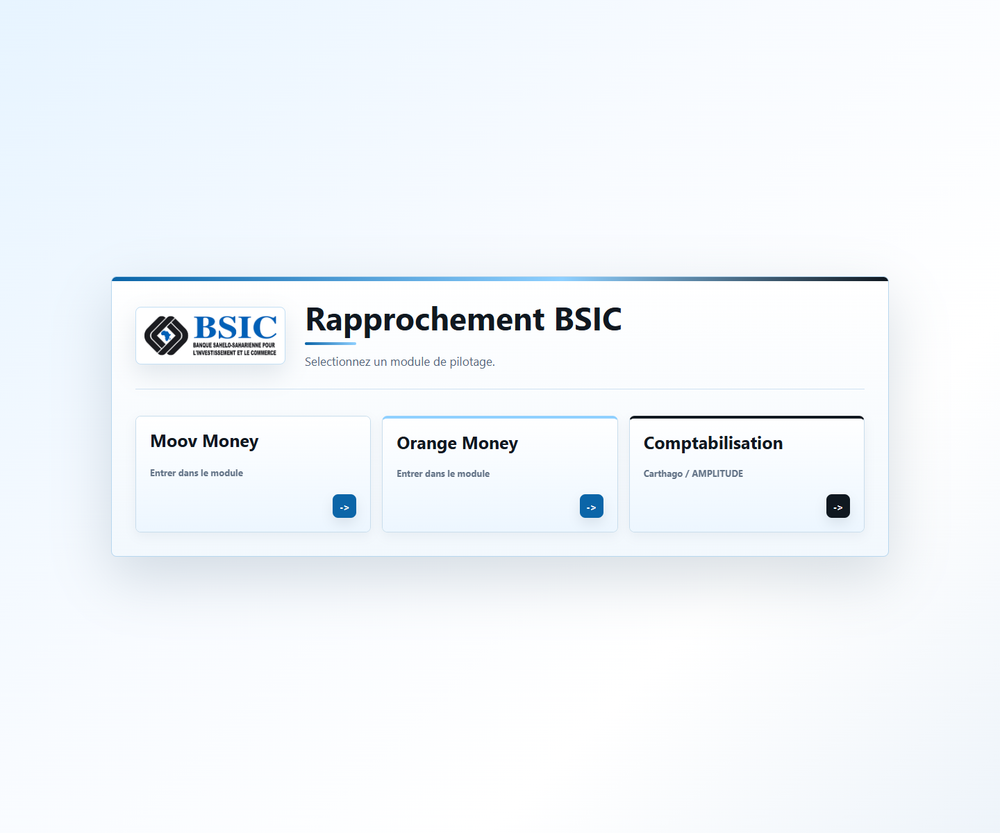 BSIC
BANQUE SAHELO-SAHARIENNE POUR
L'INVESTISSEMENT ET LE COMMERCE
Rapprochement BSIC
Selectionnez un module de pilotage.
Moov Money
Entrer dans le module
->
Orange Money
Entrer dans le module
->
Comptabilisation
Carthago / AMPLITUDE
->